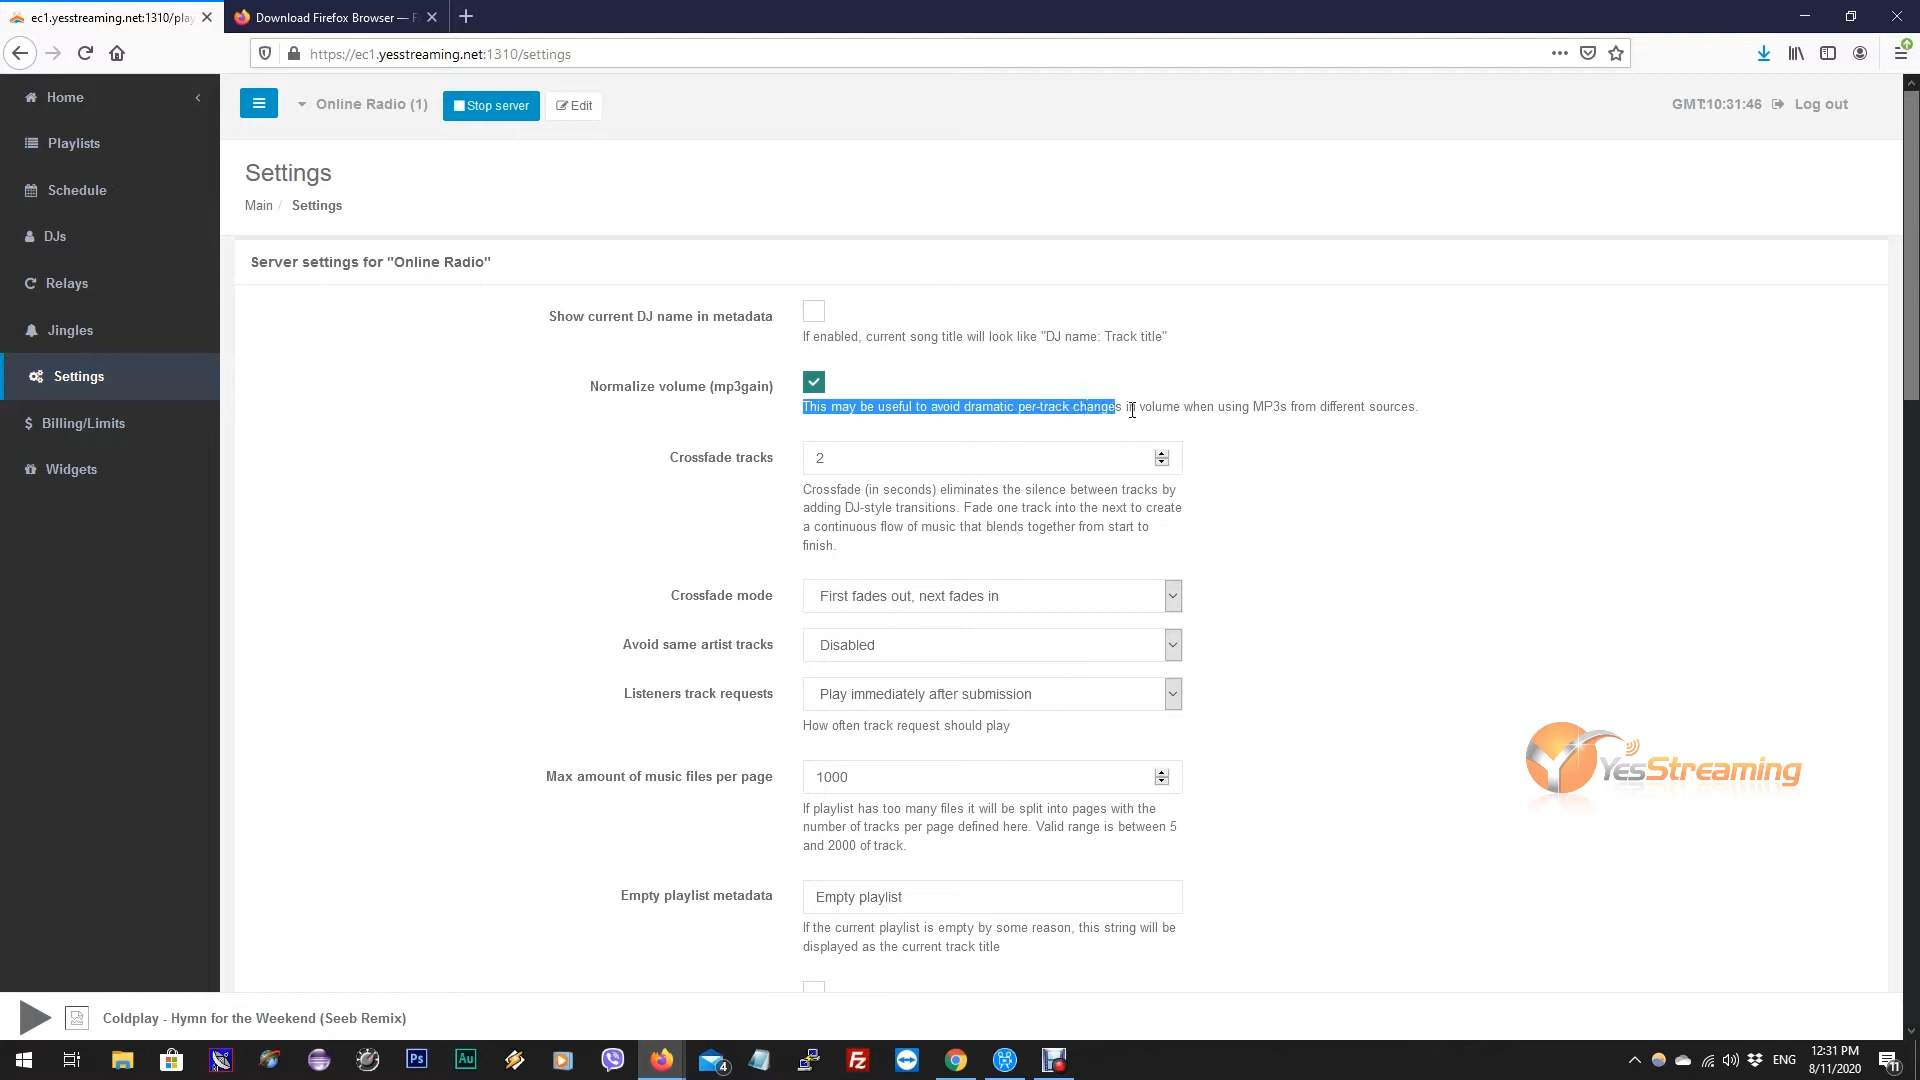 ec1.yesstreaming.net:1310/play
Download Firefox Browser — F
https://ec1.yesstreaming.net:1310/settings
Home
Playlists
Schedule
DJs
Relays
Jingles
Settings
Billing/Limits
Widgets
Online Radio (1)
Stop server
Edit
GMT:10:31:46
Log out
Settings
Main / Settings
Server settings for "Online Radio"
Show current DJ name in metadata
If enabled, current song title will look like "DJ name: Track title"
Normalize volume (mp3gain)
This may be useful to avoid dramatic per-track changes in volume when using MP3s from different sources.
Crossfade tracks
2
Crossfade (in seconds) eliminates the silence between tracks by
adding DJ-style transitions. Fade one track into the next to create
a continuous flow of music that blends together from start to
finish.
Crossfade mode
First fades out, next fades in
Avoid same artist tracks
Disabled
Listeners track requests
Play immediately after submission
How often track request should play
Max amount of music files per page
1000
If playlist has too many files it will be split into pages with the
number of tracks per page defined here. Valid range is between 5
and 2000 of track.
Empty playlist metadata
Empty playlist
If the current playlist is empty by some reason, this string will be
displayed as the current track title
YesStreaming
Coldplay - Hymn for the Weekend (Seeb Remix)
Ps
Au
4
FZ
ENG
12:31 PM
8/11/2020
11